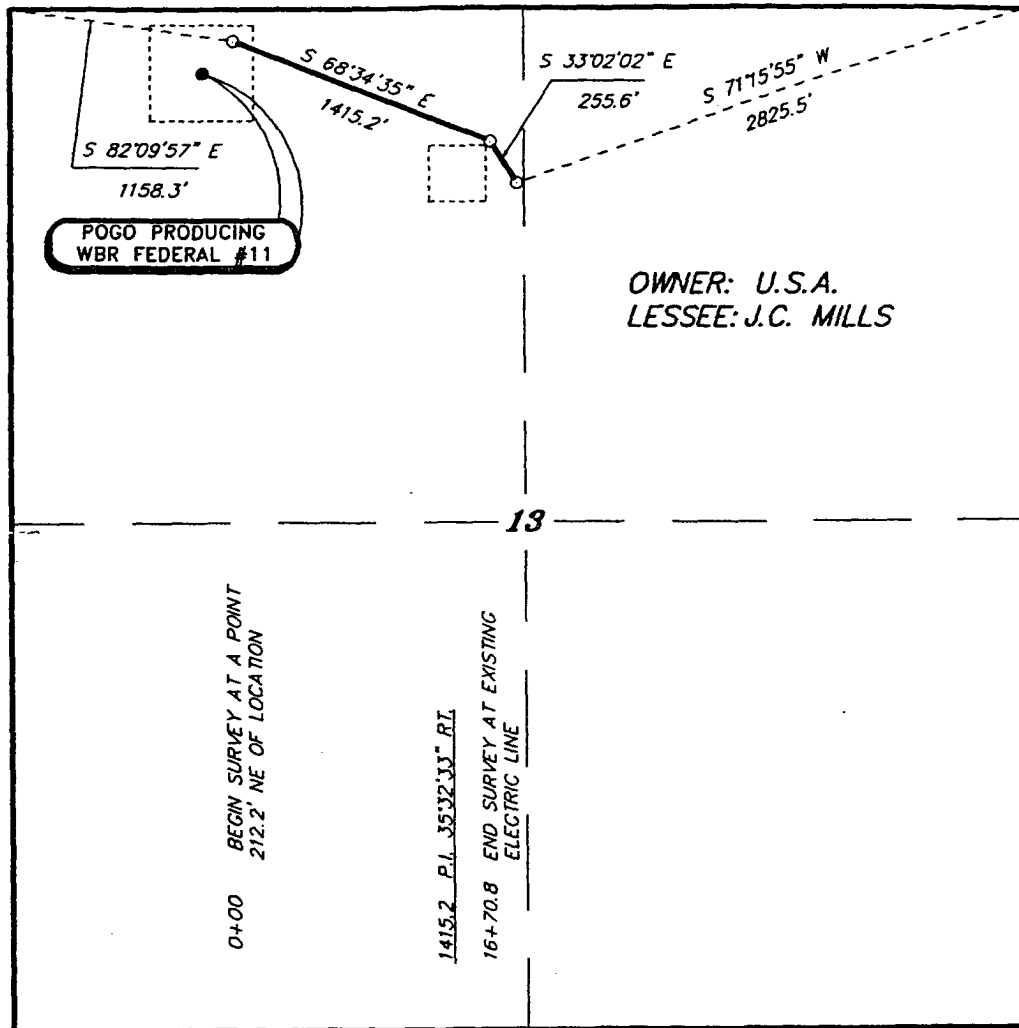 S 68°34'35" E
1415.2'
S 33°02'02" E
255.6'
S 71°15'55" W
2825.5'
S 82°09'57" E
1158.3'
POGO PRODUCING
WBR FEDERAL #11
OWNER: U.S.A.
LESSEE: J.C. MILLS
13
0+00 BEGIN SURVEY AT A POINT
212.2' NE OF LOCATION
1415.2 P.I. 35°32'33" RT.
16+70.8 END SURVEY AT EXISTING
ELECTRIC LINE